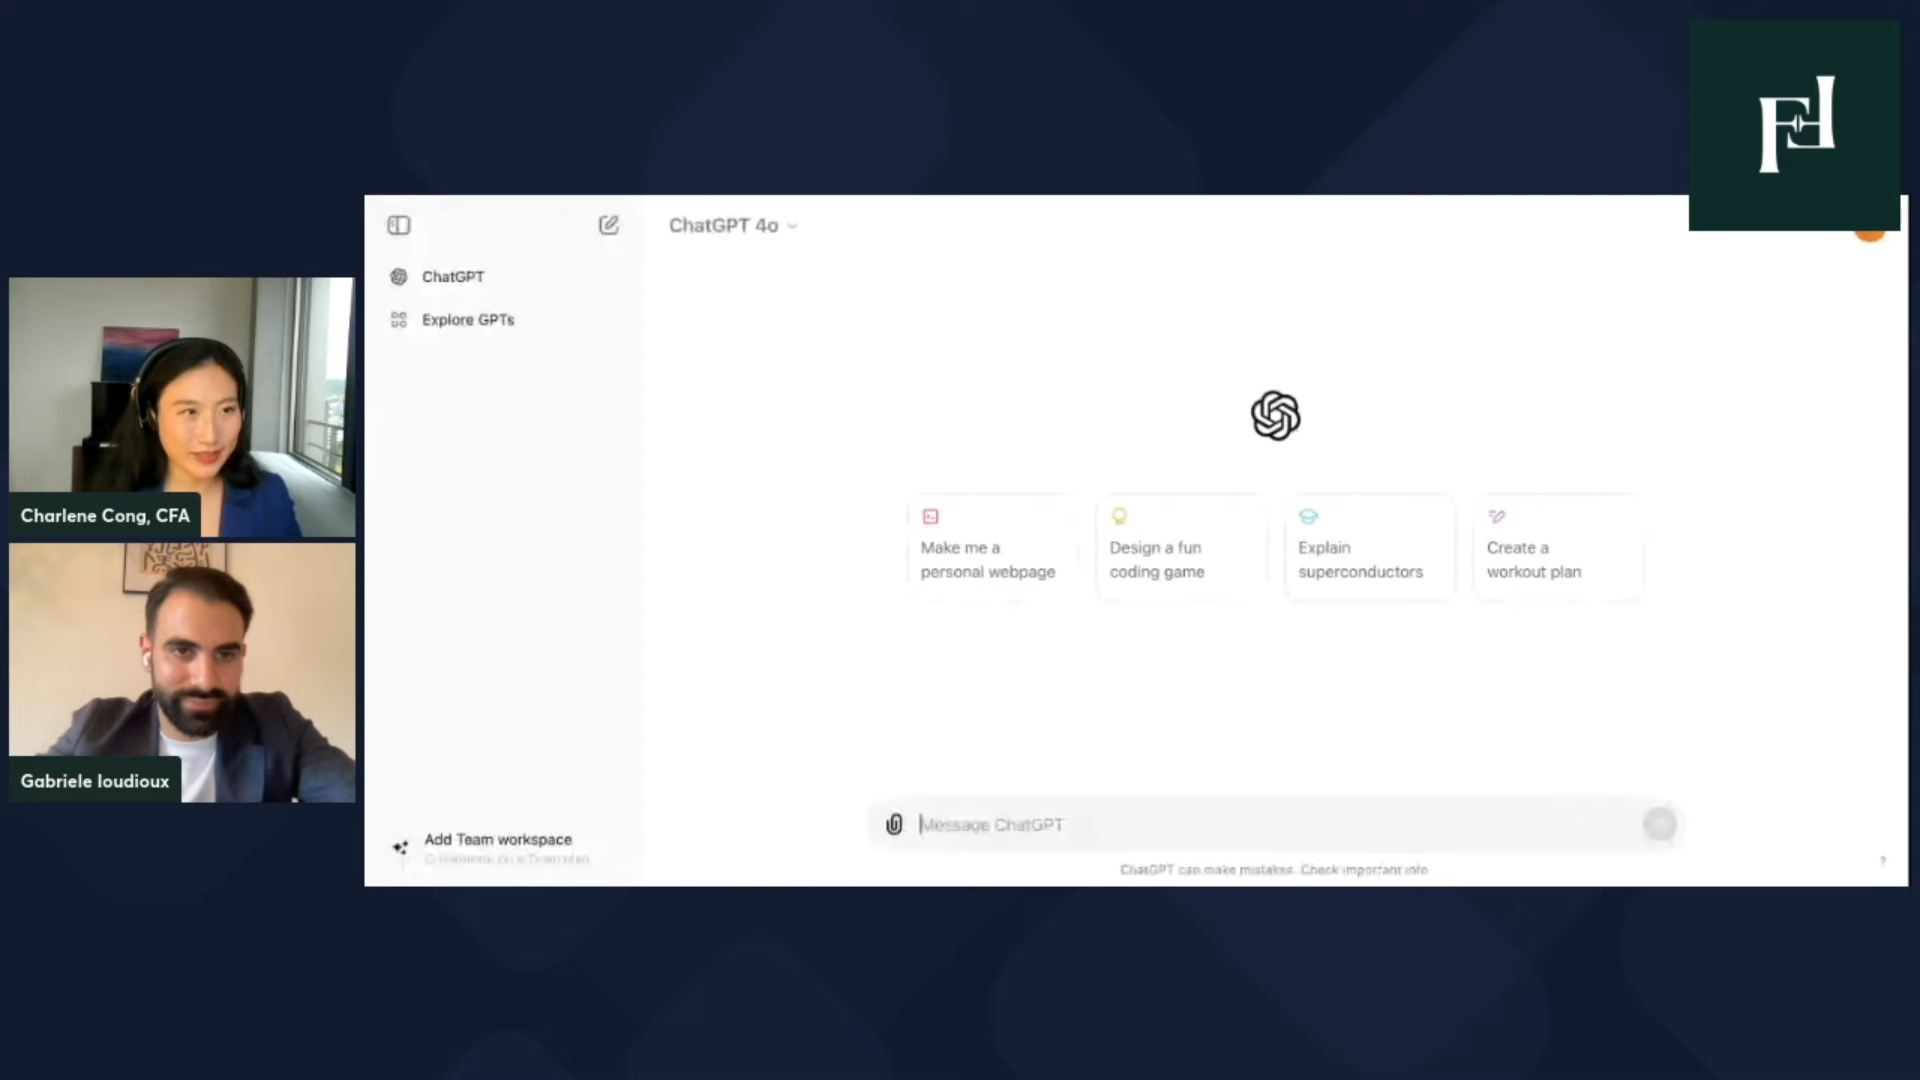 ChatGPT 4o
ChatGPT
Explore GPTs
Make me a
personal webpage
Design a fun
coding game
Explain
superconductors
Create a
workout plan
Charlene Cong, CFA
Gabriele loudioux
Add Team workspace
Message ChatGPT
ChatGPT can make mistakes. Check important info.
?